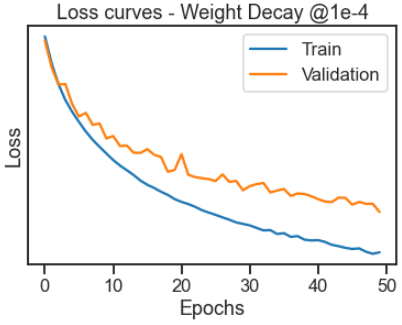 Loss curves - Weight Decay @1e-4
Train
Validation
Loss
0
10
20
30
40
50
Epochs